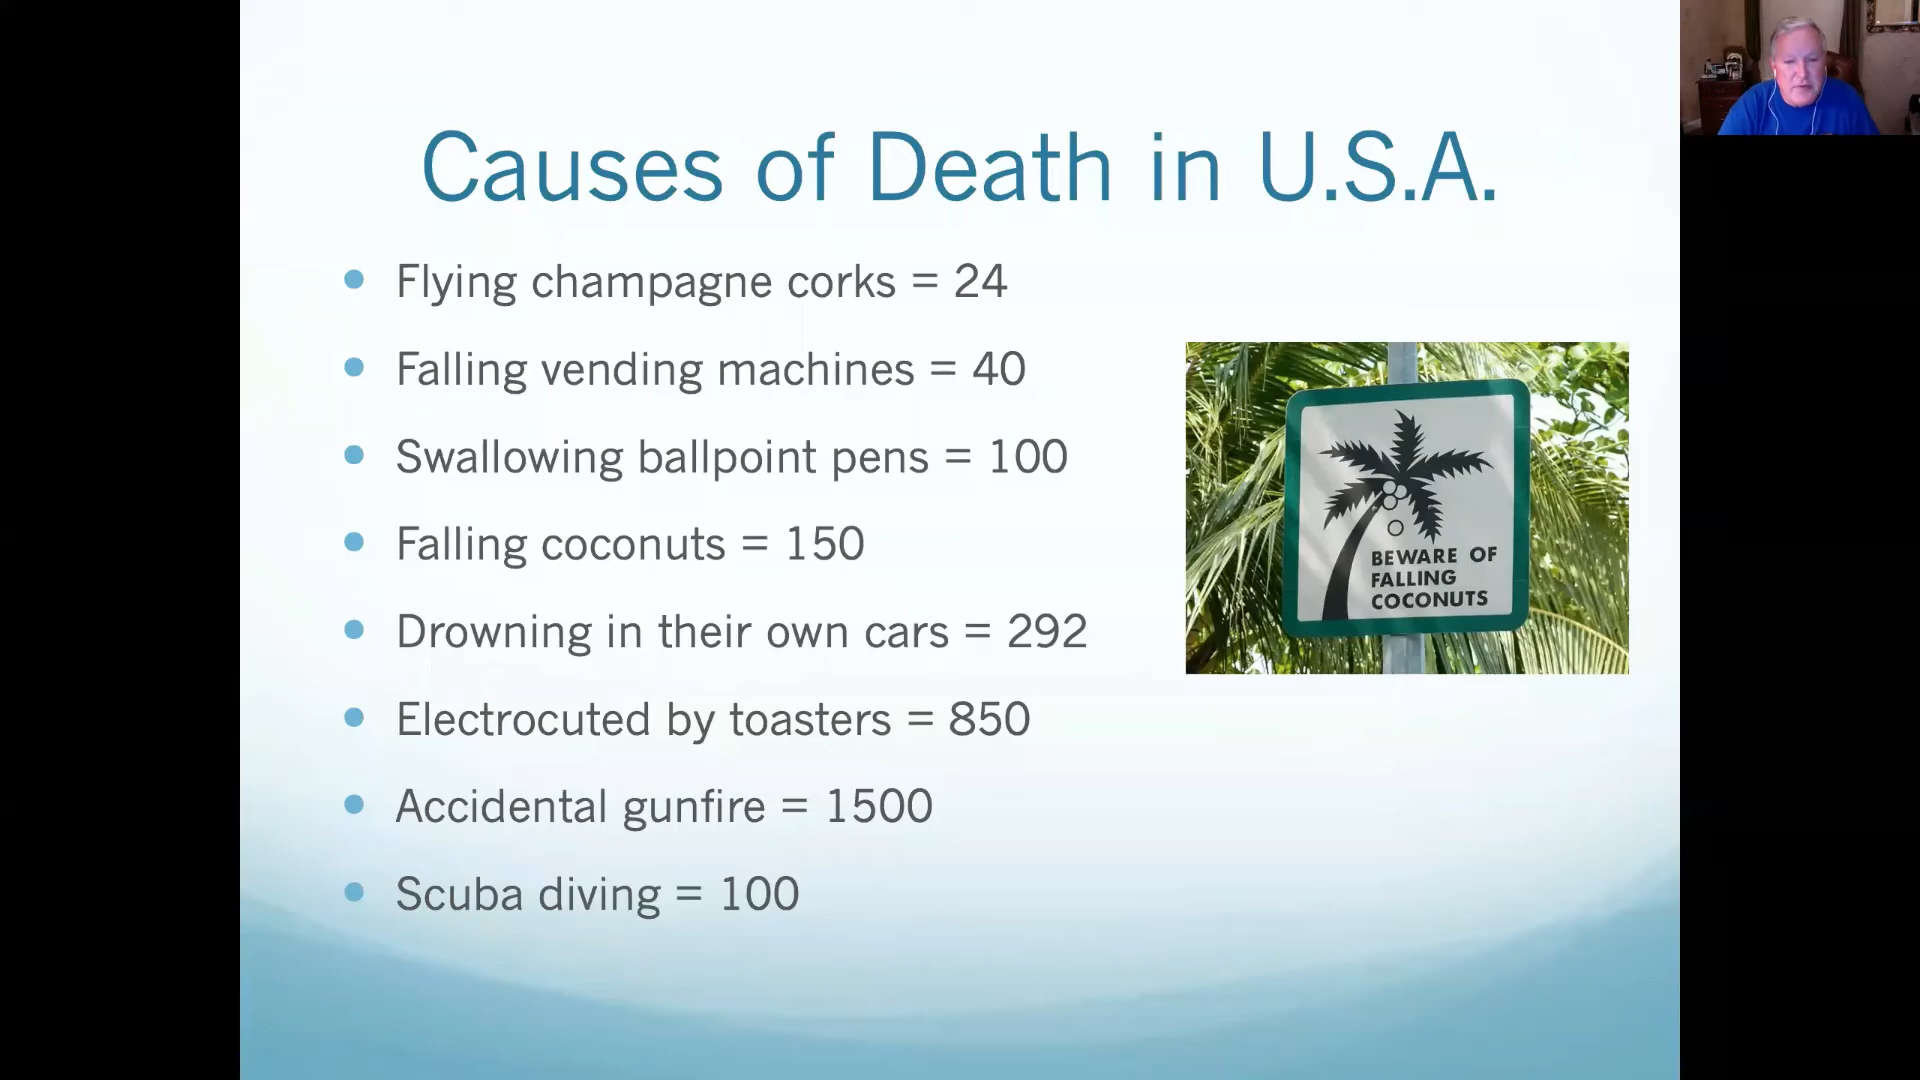 Causes of Death in U.S.A.
Flying champagne corks = 24
Falling vending machines = 40
Swallowing ballpoint pens = 100
Falling coconuts = 150
Drowning in their own cars = 292
Electrocuted by toasters = 850
Accidental gunfire = 1500
Scuba diving = 100
BEWARE OF
FALLING
COCONUTS